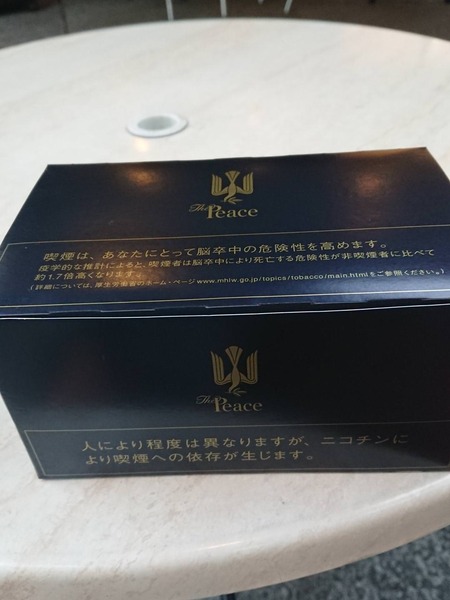 The Peace
喫煙は、あなたにとって脳卒中の危険性を高めます。
疫学的な推計によると、喫煙者は脳卒中により死亡する危険性が非喫煙者に比べて
約1.7倍高くなります。
(詳細については、厚生労働省のホーム・ページwww.mhlw.go.jp/topics/tobacco/main.htmlをご参照ください。)
The Peace
人により程度は異なりますが、ニコチンに
より喫煙への依存が生じます。